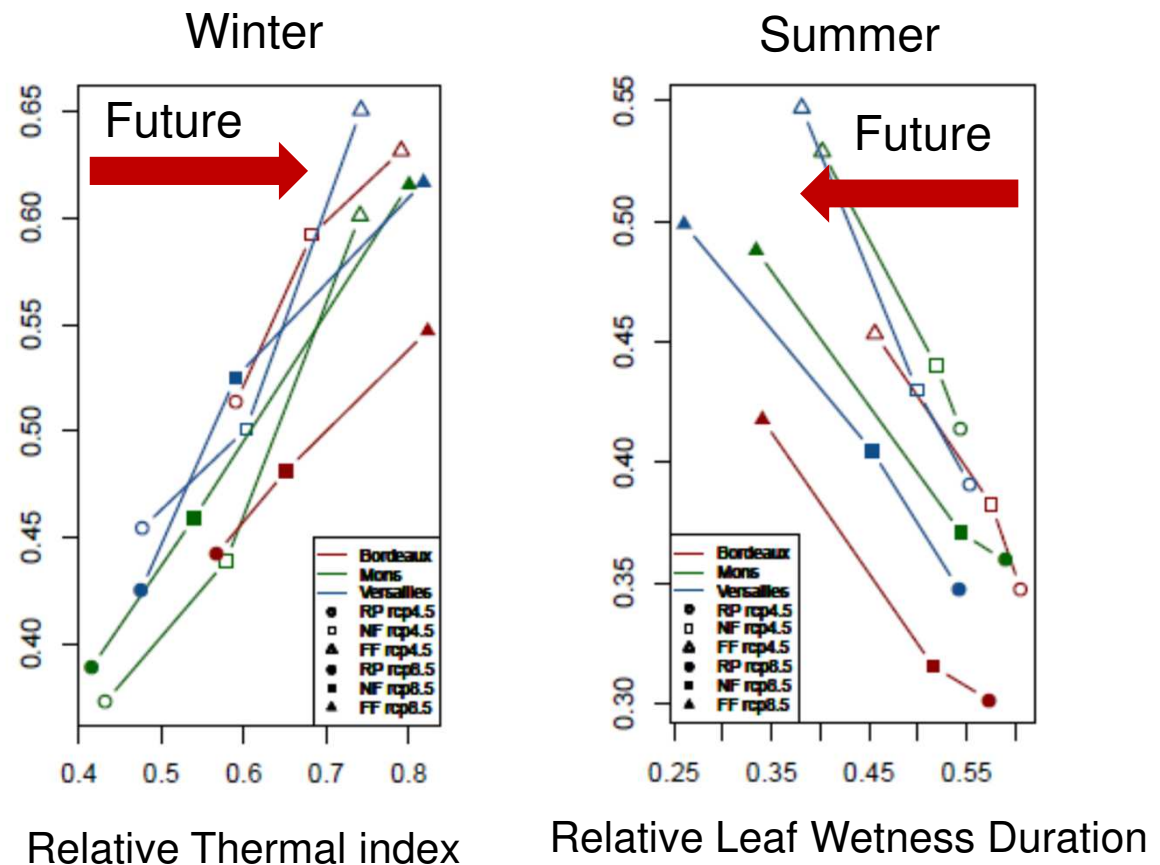 Winter
Future
0.65
0.60
0.55
0.50
0.45
0.40
Bordeaux
Mons
Versailles
RP rcp4.5
NF rcp4.5
FF rcp4.5
RP rcp8.5
NF rcp8.5
FF rcp8.5
0.4 0.5 0.6 0.7 0.8
Relative Thermal index
Summer
Future
0.55
0.50
0.45
0.40
0.35
0.30
Bordeaux
Mons
Versailles
RP rcp4.5
NF rcp4.5
FF rcp4.5
RP rcp8.5
NF rcp8.5
FF rcp8.5
0.25 0.35 0.45 0.55
Relative Leaf Wetness Duration